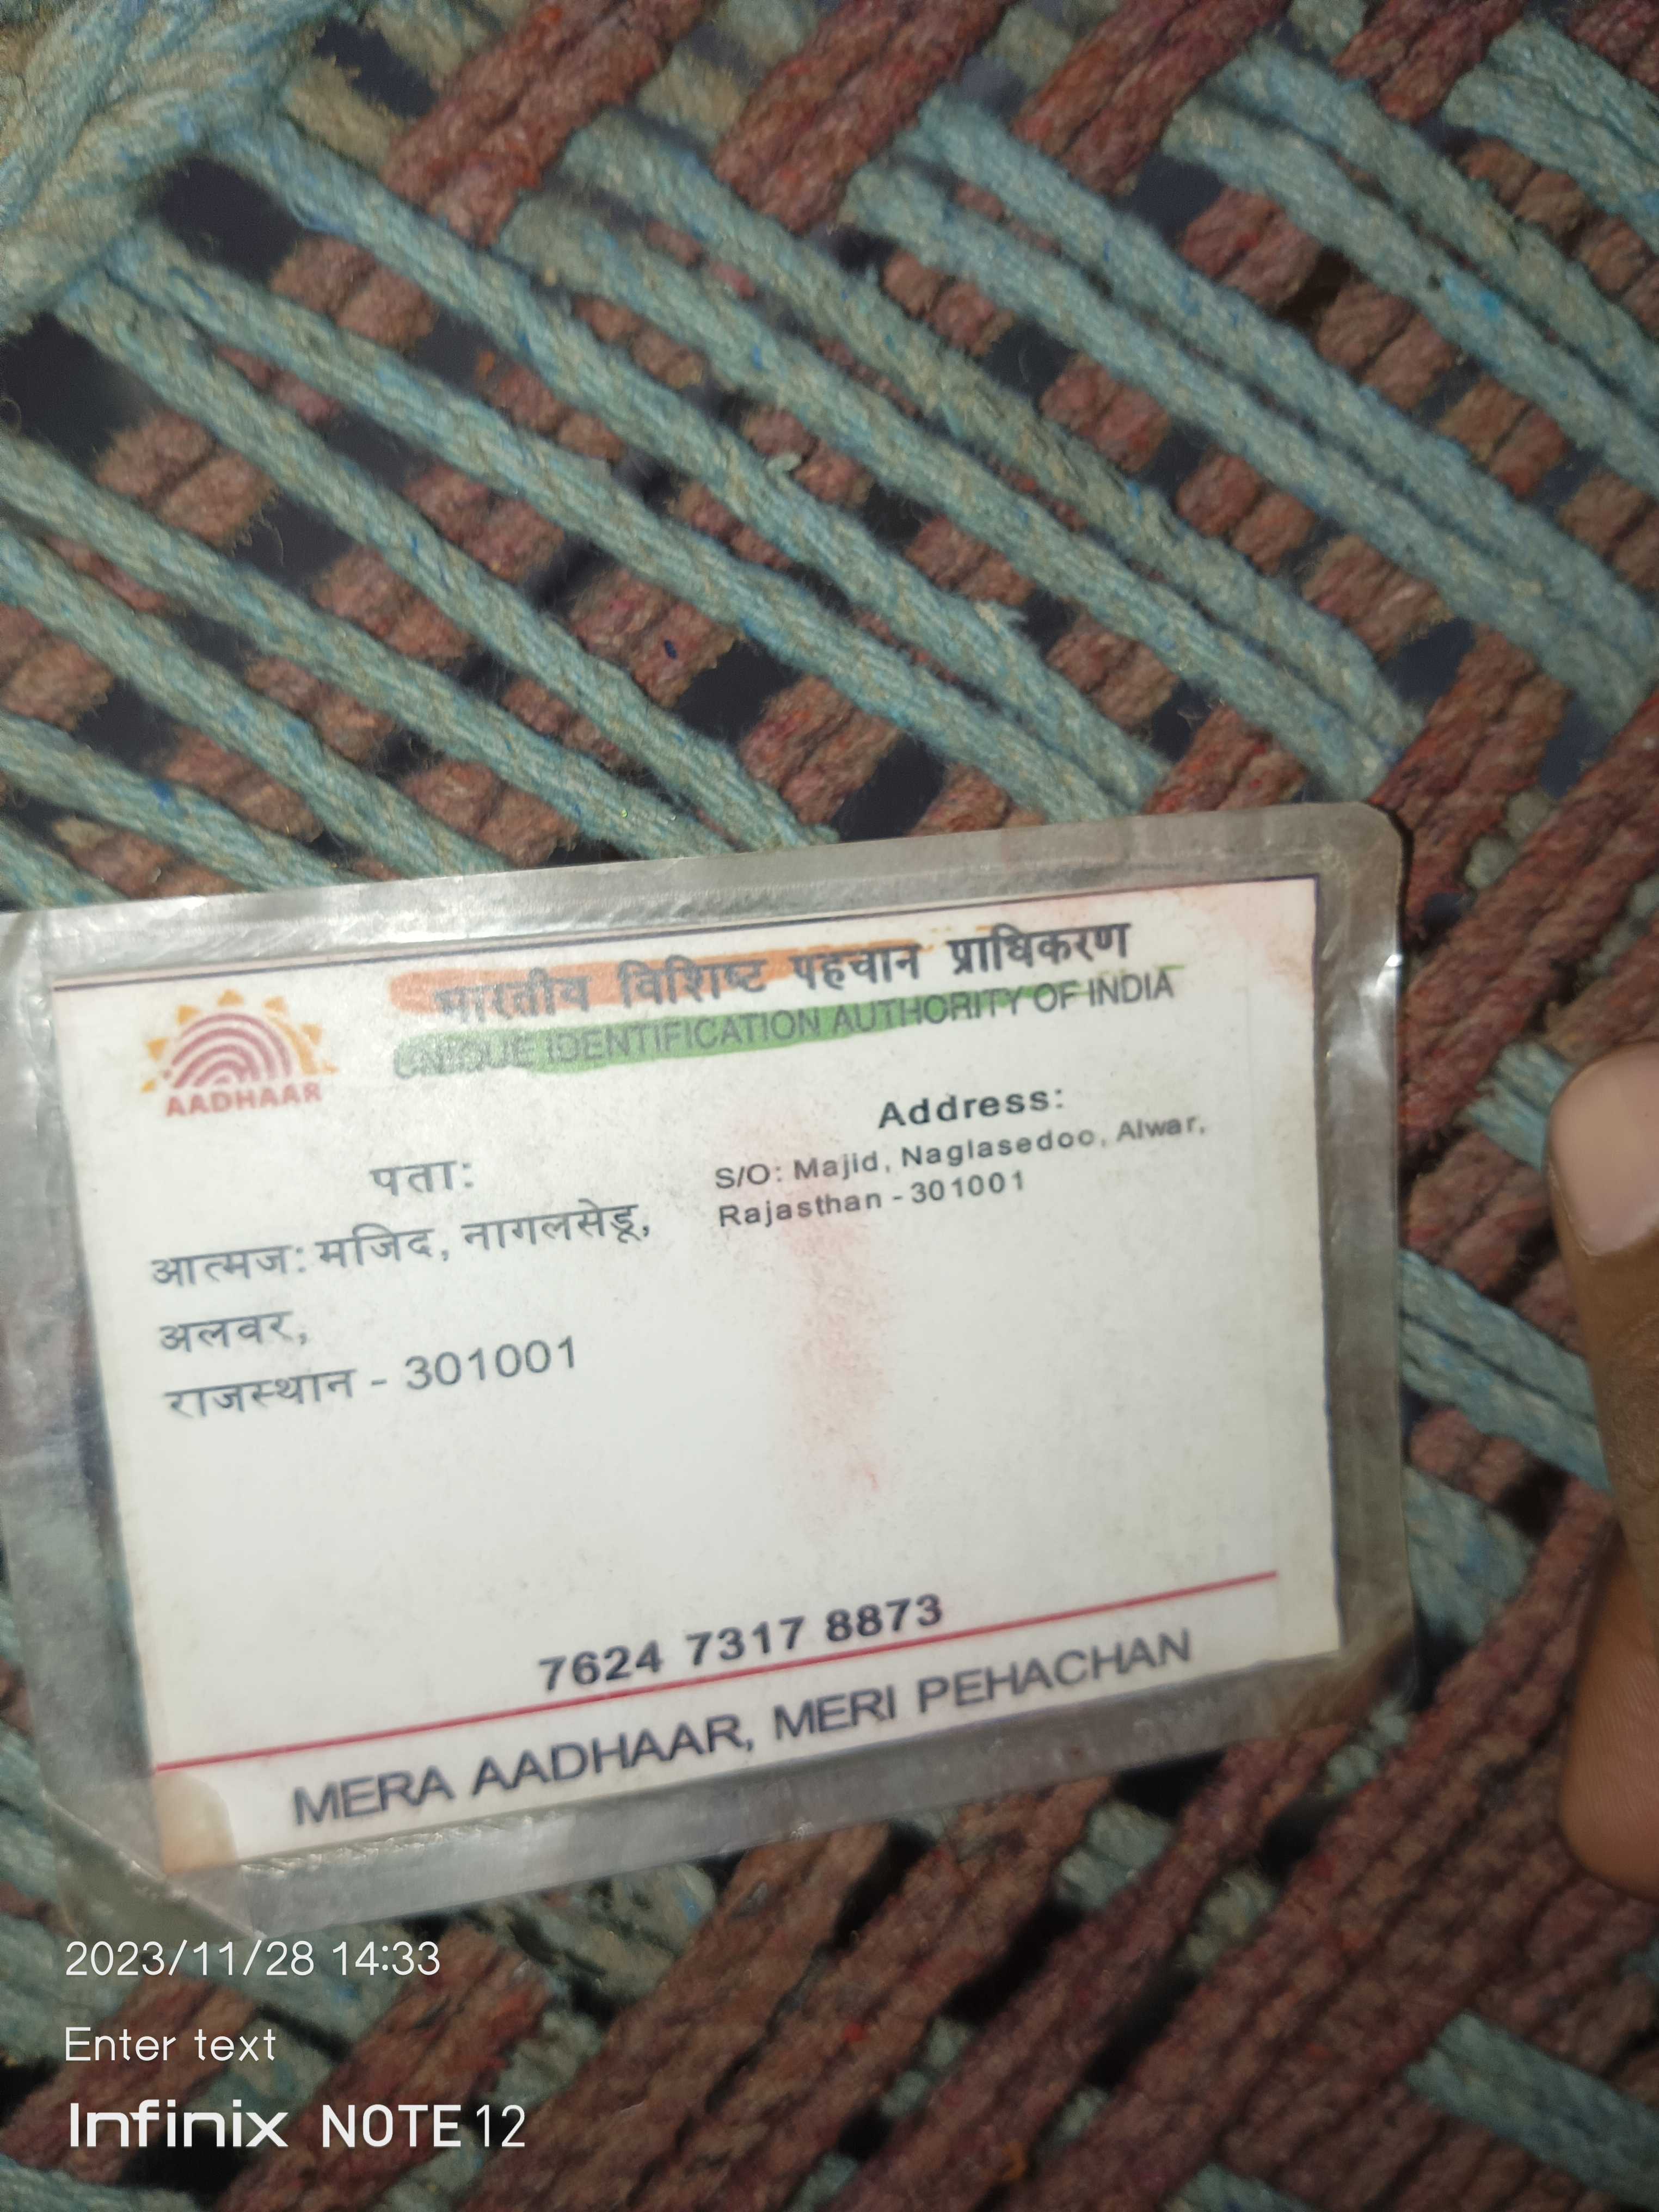 भारतीय विशिष्ट पहचान प्राधिकरण
UNIQUE IDENTIFICATION AUTHORITY OF INDIA
AADHAAR
पता:
आत्मज: मजिद, नागलसेडू,
अलवर,
राजस्थान - 301001
Address:
S/O: Majid, Naglasedoo, Alwar,
Rajasthan - 301001
7624 7317 8873
MERA AADHAAR, MERI PEHACHAN
2023/11/28 14:33
Enter text
Infinix NOTE 12